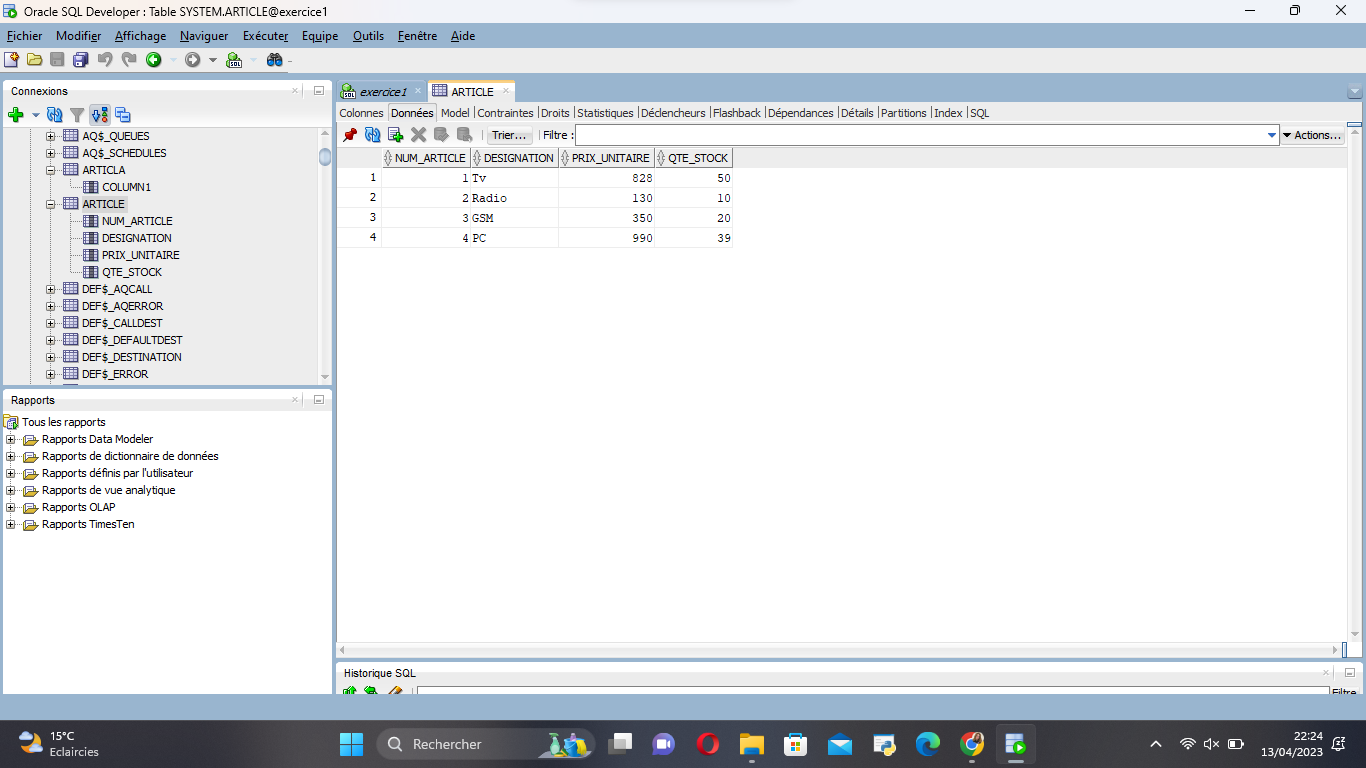 Oracle SQL Developer : Table SYSTEM.ARTICLE@exercice1
Fichier Modifier Affichage Naviguer Exécuter Equipe Outils Fenêtre Aide
Connexions
AQ$_QUEUES
AQ$_SCHEDULES
ARTICLA
COLUMN1
ARTICLE
NUM_ARTICLE
DESIGNATION
PRIX_UNITAIRE
QTE_STOCK
DEF$_AQCALL
DEF$_AQERROR
DEF$_CALLDEST
DEF$_DEFAULTDEST
DEF$_DESTINATION
DEF$_ERROR
Rapports
Tous les rapports
Rapports Data Modeler
Rapports de dictionnaire de données
Rapports définis par l'utilisateur
Rapports de vue analytique
Rapports OLAP
Rapports TimesTen
exercice1 ARTICLE
Colonnes Données Model Contraintes Droits Statistiques Déclencheurs Flashback Dépendances Détails Partitions Index SQL
Trier... Filtre : Actions...
NUM_ARTICLE DESIGNATION PRIX_UNITAIRE QTE_STOCK
1 1 Tv 828 50
2 2 Radio 130 10
3 3 GSM 350 20
4 4 PC 990 39
Historique SQL
Filtre
15°C
Eclaircies
Rechercher
22:24
13/04/2023